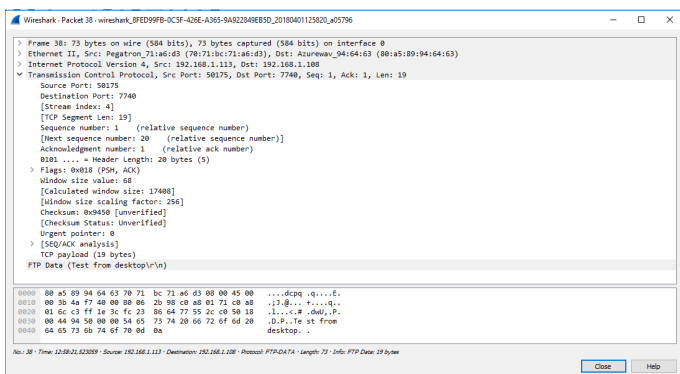 Wireshark · Packet 38 · wireshark_8FED99FB-0C5F-426E-A365-9A922849EB5D_20180401125820_a05796
Frame 38: 73 bytes on wire (584 bits), 73 bytes captured (584 bits) on interface 0
Ethernet II, Src: Pegatron_71:a6:d3 (70:71:bc:71:a6:d3), Dst: Azurewav_94:64:63 (80:a5:89:94:64:63)
Internet Protocol Version 4, Src: 192.168.1.113, Dst: 192.168.1.108
Transmission Control Protocol, Src Port: 50175, Dst Port: 7740, Seq: 1, Ack: 1, Len: 19
Source Port: 50175
Destination Port: 7740
[Stream index: 4]
[TCP Segment Len: 19]
Sequence number: 1 (relative sequence number)
[Next sequence number: 20 (relative sequence number)]
Acknowledgment number: 1 (relative ack number)
0101 .... = Header Length: 20 bytes (5)
Flags: 0x018 (PSH, ACK)
Window size value: 68
[Calculated window size: 17408]
[Window size scaling factor: 256]
Checksum: 0x9450 [unverified]
[Checksum Status: Unverified]
Urgent pointer: 0
[SEQ/ACK analysis]
TCP payload (19 bytes)
FTP Data (Test from desktop\r\n)
0000 80 a5 89 94 64 63 70 71 bc 71 a6 d3 08 00 45 00 ....dcpq .q....E.
0010 00 3b 4a f7 40 00 80 06 2b 98 c0 a8 01 71 c0 a8 .;J.@... +....q..
0020 01 6c c3 ff 1e 3c fc 23 86 64 77 55 2c c0 50 18 .l...<.# .dwU,.P.
0030 00 44 94 50 00 00 54 65 73 74 20 66 72 6f 6d 20 .D.P..Te st from
0040 64 65 73 6b 74 6f 70 0d 0a desktop. .
No.: 38 · Time: 12:58:21,523059 · Source: 192.168.1.113 · Destination: 192.168.1.108 · Protocol: FTP-DATA · Length: 73 · Info: FTP Data: 19 bytes
Close Help